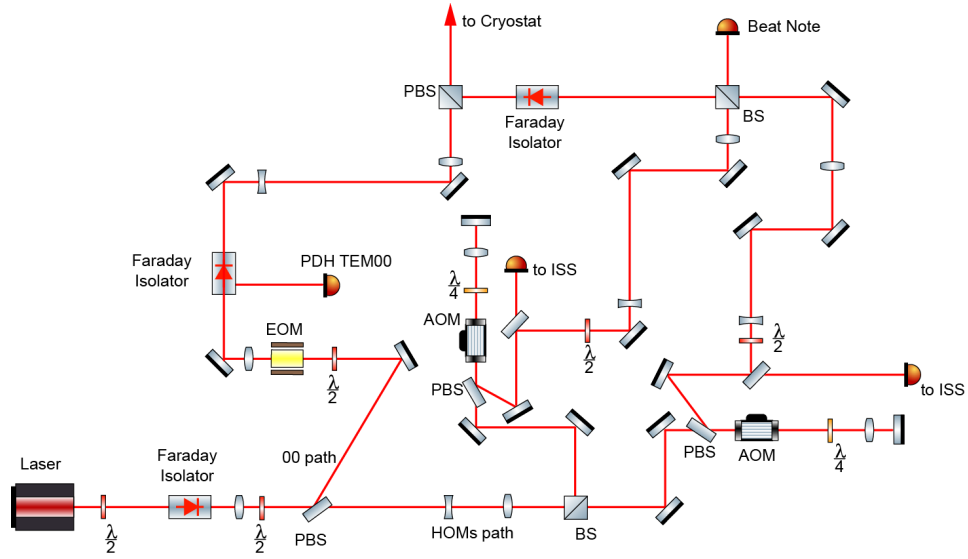 to Cryostat
Beat Note
PBS
Faraday
Isolator
BS
Faraday
Isolator
PDH TEM00
to ISS
λ/4
AOM
EOM
λ/2
λ/2
λ/2
PBS
to ISS
00 path
PBS
AOM
λ/4
Laser
Faraday
Isolator
λ/2
λ/2
PBS
HOMs path
BS